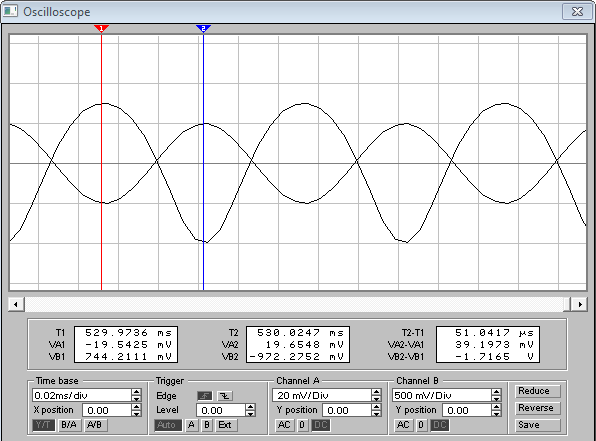 Oscilloscope
1 2
T1 529.9736 ms T2 530.0247 ms T2-T1 51.0417 µs
VA1 -19.5425 mV VA2 19.6548 mV VA2-VA1 39.1973 mV
VB1 744.2111 mV VB2 -972.2752 mV VB2-VB1 -1.7165 V
Time base Trigger Channel A Channel B
0.02ms/div Edge 20 mV/Div 500 mV/Div Reduce
X position 0.00 Level 0.00 Y position 0.00 Y position 0.00 Reverse
Y/T B/A A/B Auto A B Ext AC 0 DC AC 0 DC Save